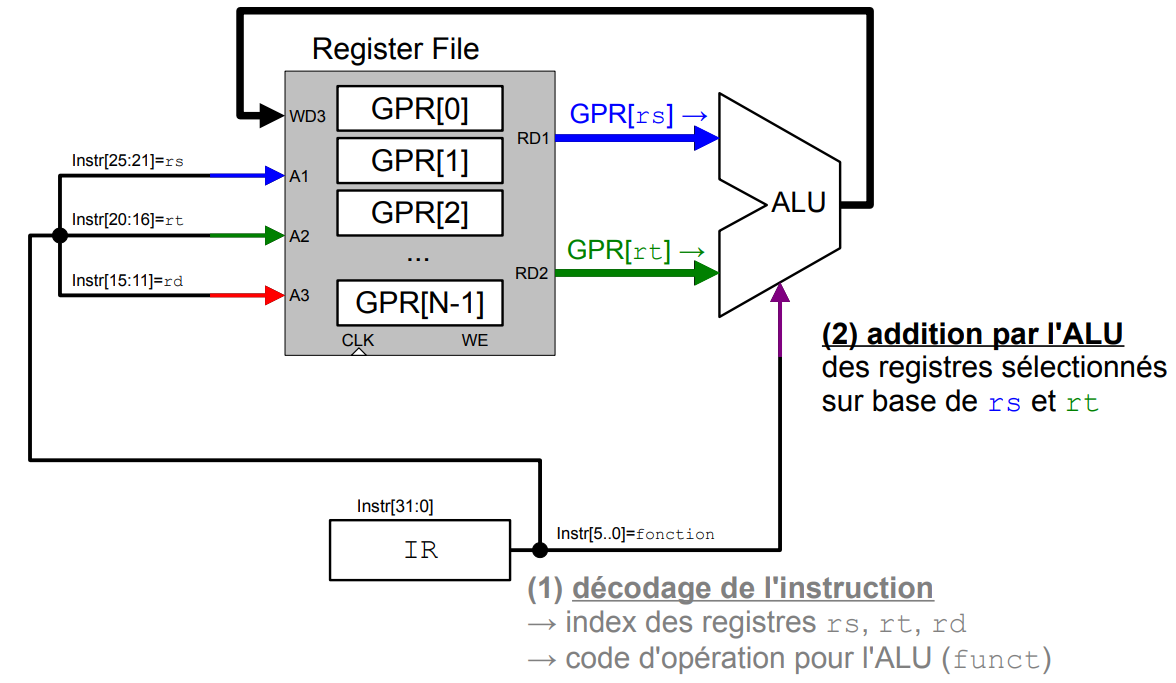 Register File
WD3
GPR[0]
GPR[rs] →
RD1
Instr[25:21]=rs
A1
GPR[1]
ALU
Instr[20:16]=rt
A2
GPR[2]
...
GPR[rt] →
RD2
Instr[15:11]=rd
A3
GPR[N-1]
CLK
WE
(2) addition par l'ALU
des registres sélectionnés
sur base de rs et rt
Instr[31:0]
IR
Instr[5..0]=fonction
(1) décodage de l'instruction
→ index des registres rs, rt, rd
→ code d'opération pour l'ALU (funct)